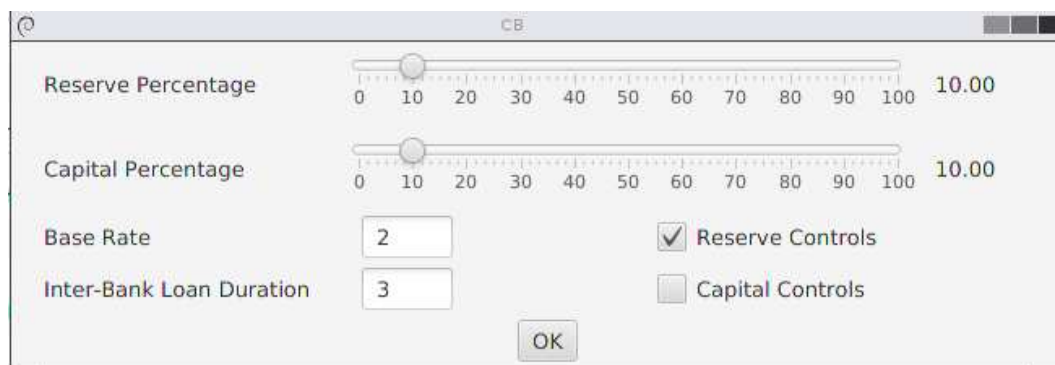 CB
Reserve Percentage
0 10 20 30 40 50 60 70 80 90 100
10.00
Capital Percentage
0 10 20 30 40 50 60 70 80 90 100
10.00
Base Rate 2 Reserve Controls
Inter-Bank Loan Duration 3 Capital Controls
OK